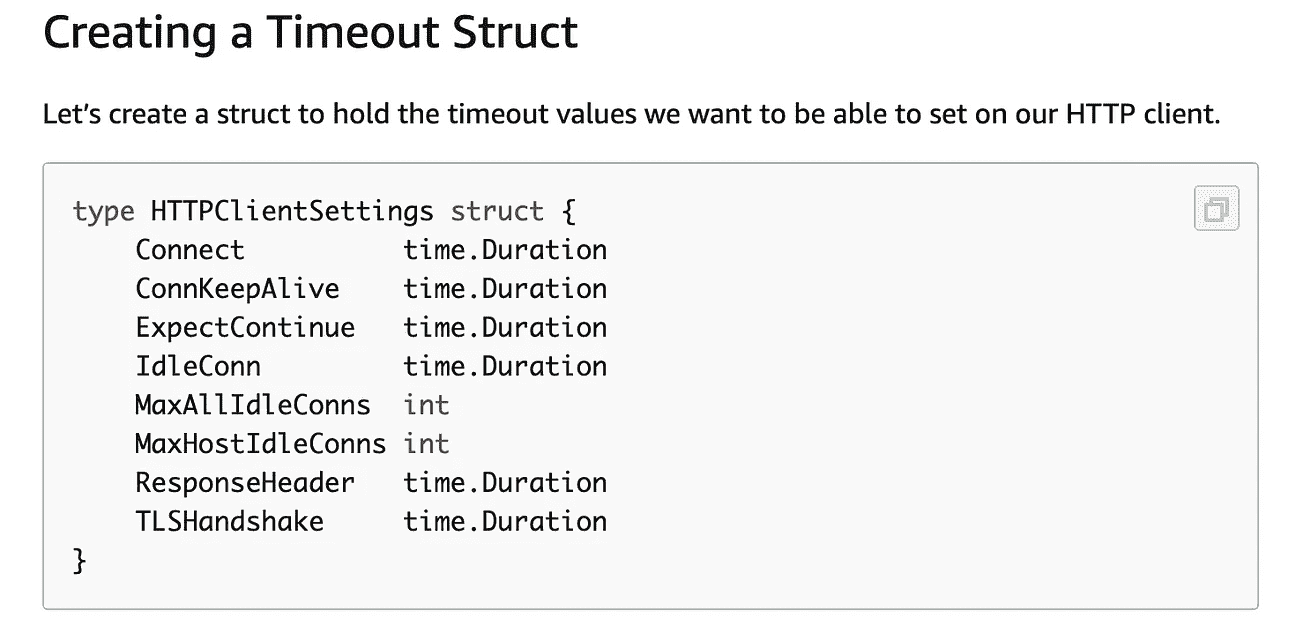 Creating a Timeout Struct
Let’s create a struct to hold the timeout values we want to be able to set on our HTTP client.
type HTTPClientSettings struct {
    Connect          time.Duration
    ConnKeepAlive    time.Duration
    ExpectContinue   time.Duration
    IdleConn         time.Duration
    MaxAllIdleConns  int
    MaxHostIdleConns int
    ResponseHeader   time.Duration
    TLSHandshake     time.Duration
}